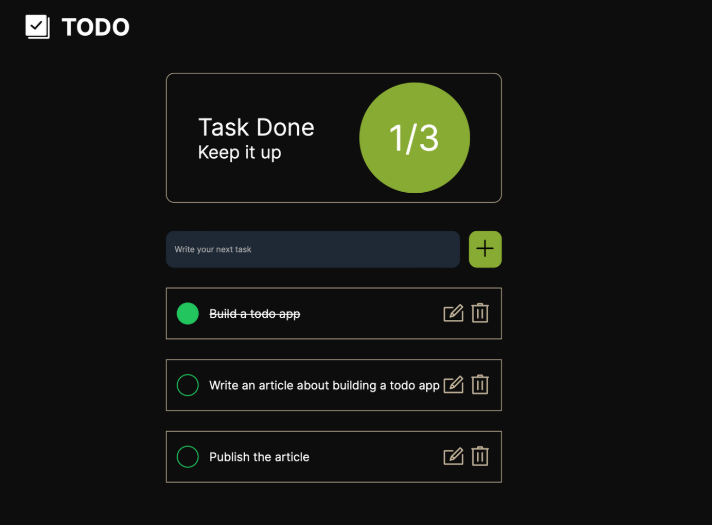 TODO
Task Done
Keep it up
1/3
Write your next task
Build a todo app
Write an article about building a todo app
Publish the article